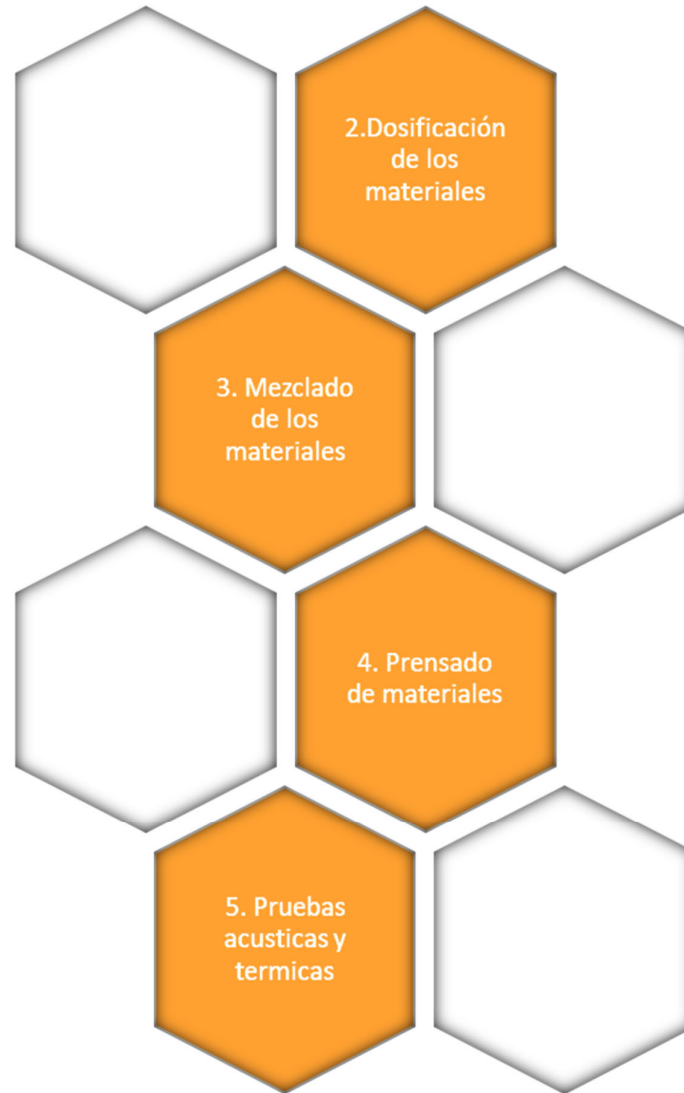 2.Dosificación
de los
materiales
3. Mezclado
de los
materiales
4. Prensado
de materiales
5. Pruebas
acusticas y
termicas